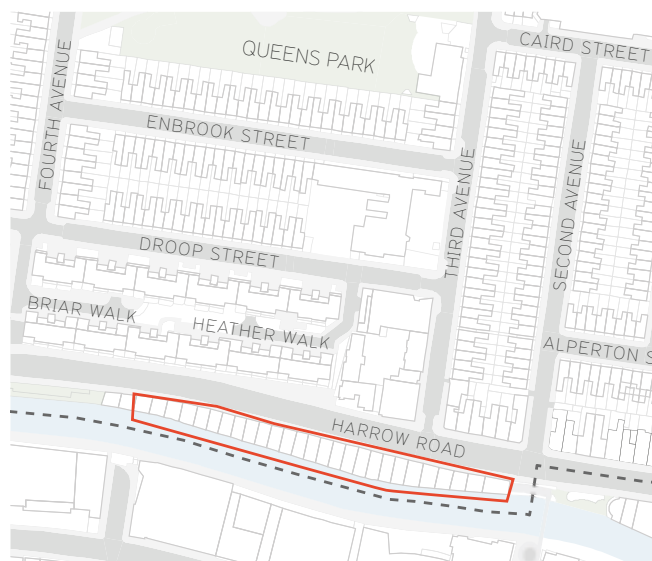 QUEENS PARK
CAIRD STREET
FOURTH AVENUE
ENBROOK STREET
THIRD AVENUE
SECOND AVENUE
DROOP STREET
BRIAR WALK
HEATHER WALK
ALPERTON S
HARROW ROAD